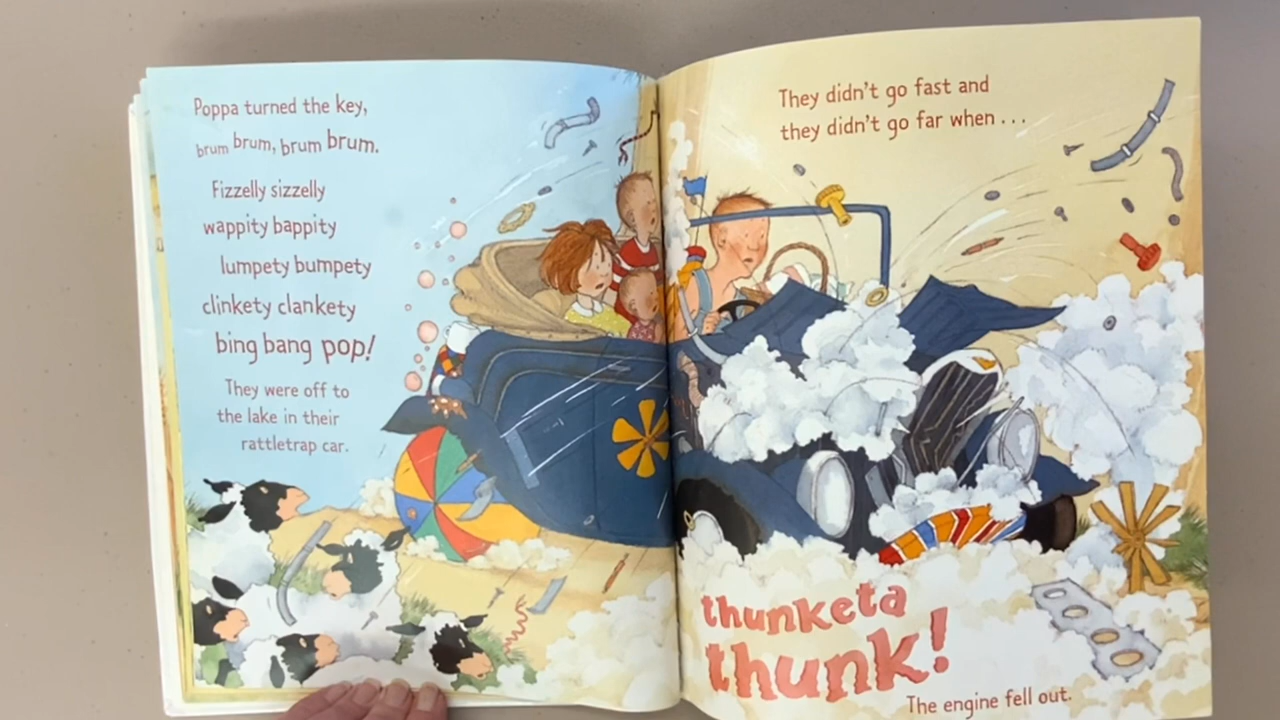 Poppa turned the key,
brum brum, brum brum.
Fizzelly sizzelly
wappity bappity
lumpety bumpety
clinkety clankety
bing bang pop!
They were off to
the lake in their
rattletrap car.
They didn't go fast and
they didn't go far when . . .
thunketa
thunk!
The engine fell out.